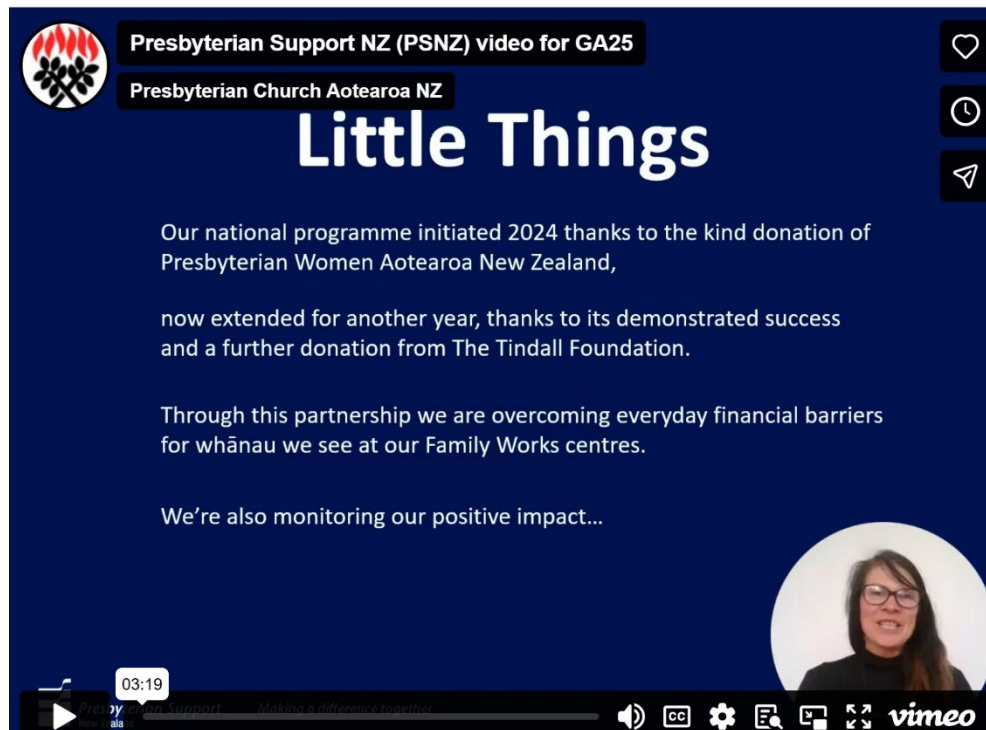 Presbyterian Support NZ (PSNZ) video for GA25
Presbyterian Church Aotearoa NZ
Little Things
Our national programme initiated 2024 thanks to the kind donation of
Presbyterian Women Aotearoa New Zealand,
now extended for another year, thanks to its demonstrated success
and a further donation from The Tindall Foundation.
Through this partnership we are overcoming everyday financial barriers
for whānau we see at our Family Works centres.
We're also monitoring our positive impact...
03:19
Presbyterian Support Making a difference together
CC
vimeo